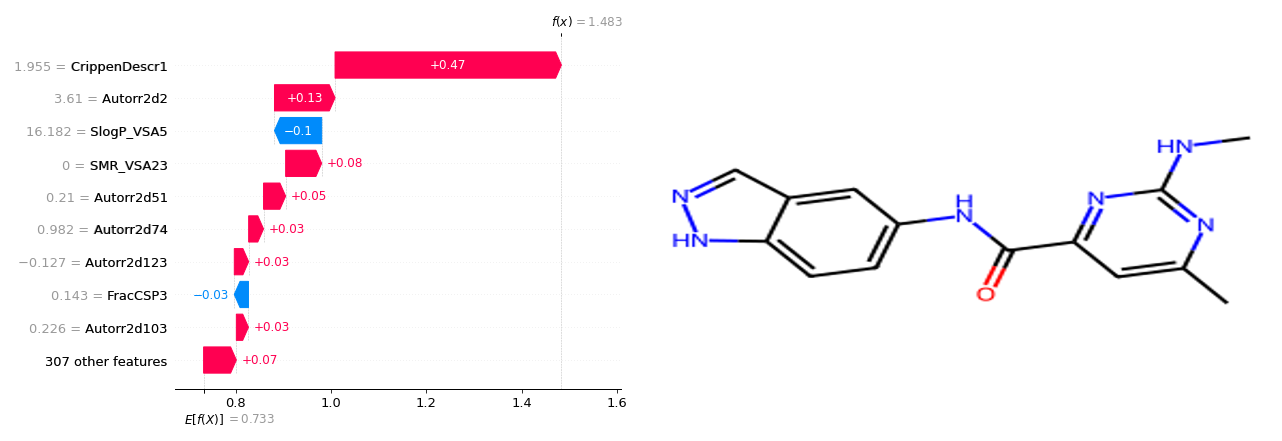 f(x) = 1.483
1.955 = CrippenDescr1
+0.47
3.61 = Autorr2d2
+0.13
16.182 = SlogP_VSA5
−0.1
0 = SMR_VSA23
+0.08
0.21 = Autorr2d51
+0.05
0.982 = Autorr2d74
+0.03
−0.127 = Autorr2d123
+0.03
0.143 = FracCSP3
−0.03
0.226 = Autorr2d103
+0.03
307 other features
+0.07
0.8 1.0 1.2 1.4 1.6
E[f(X)] = 0.733
HN
N
N
H
N
N
HN
N
O